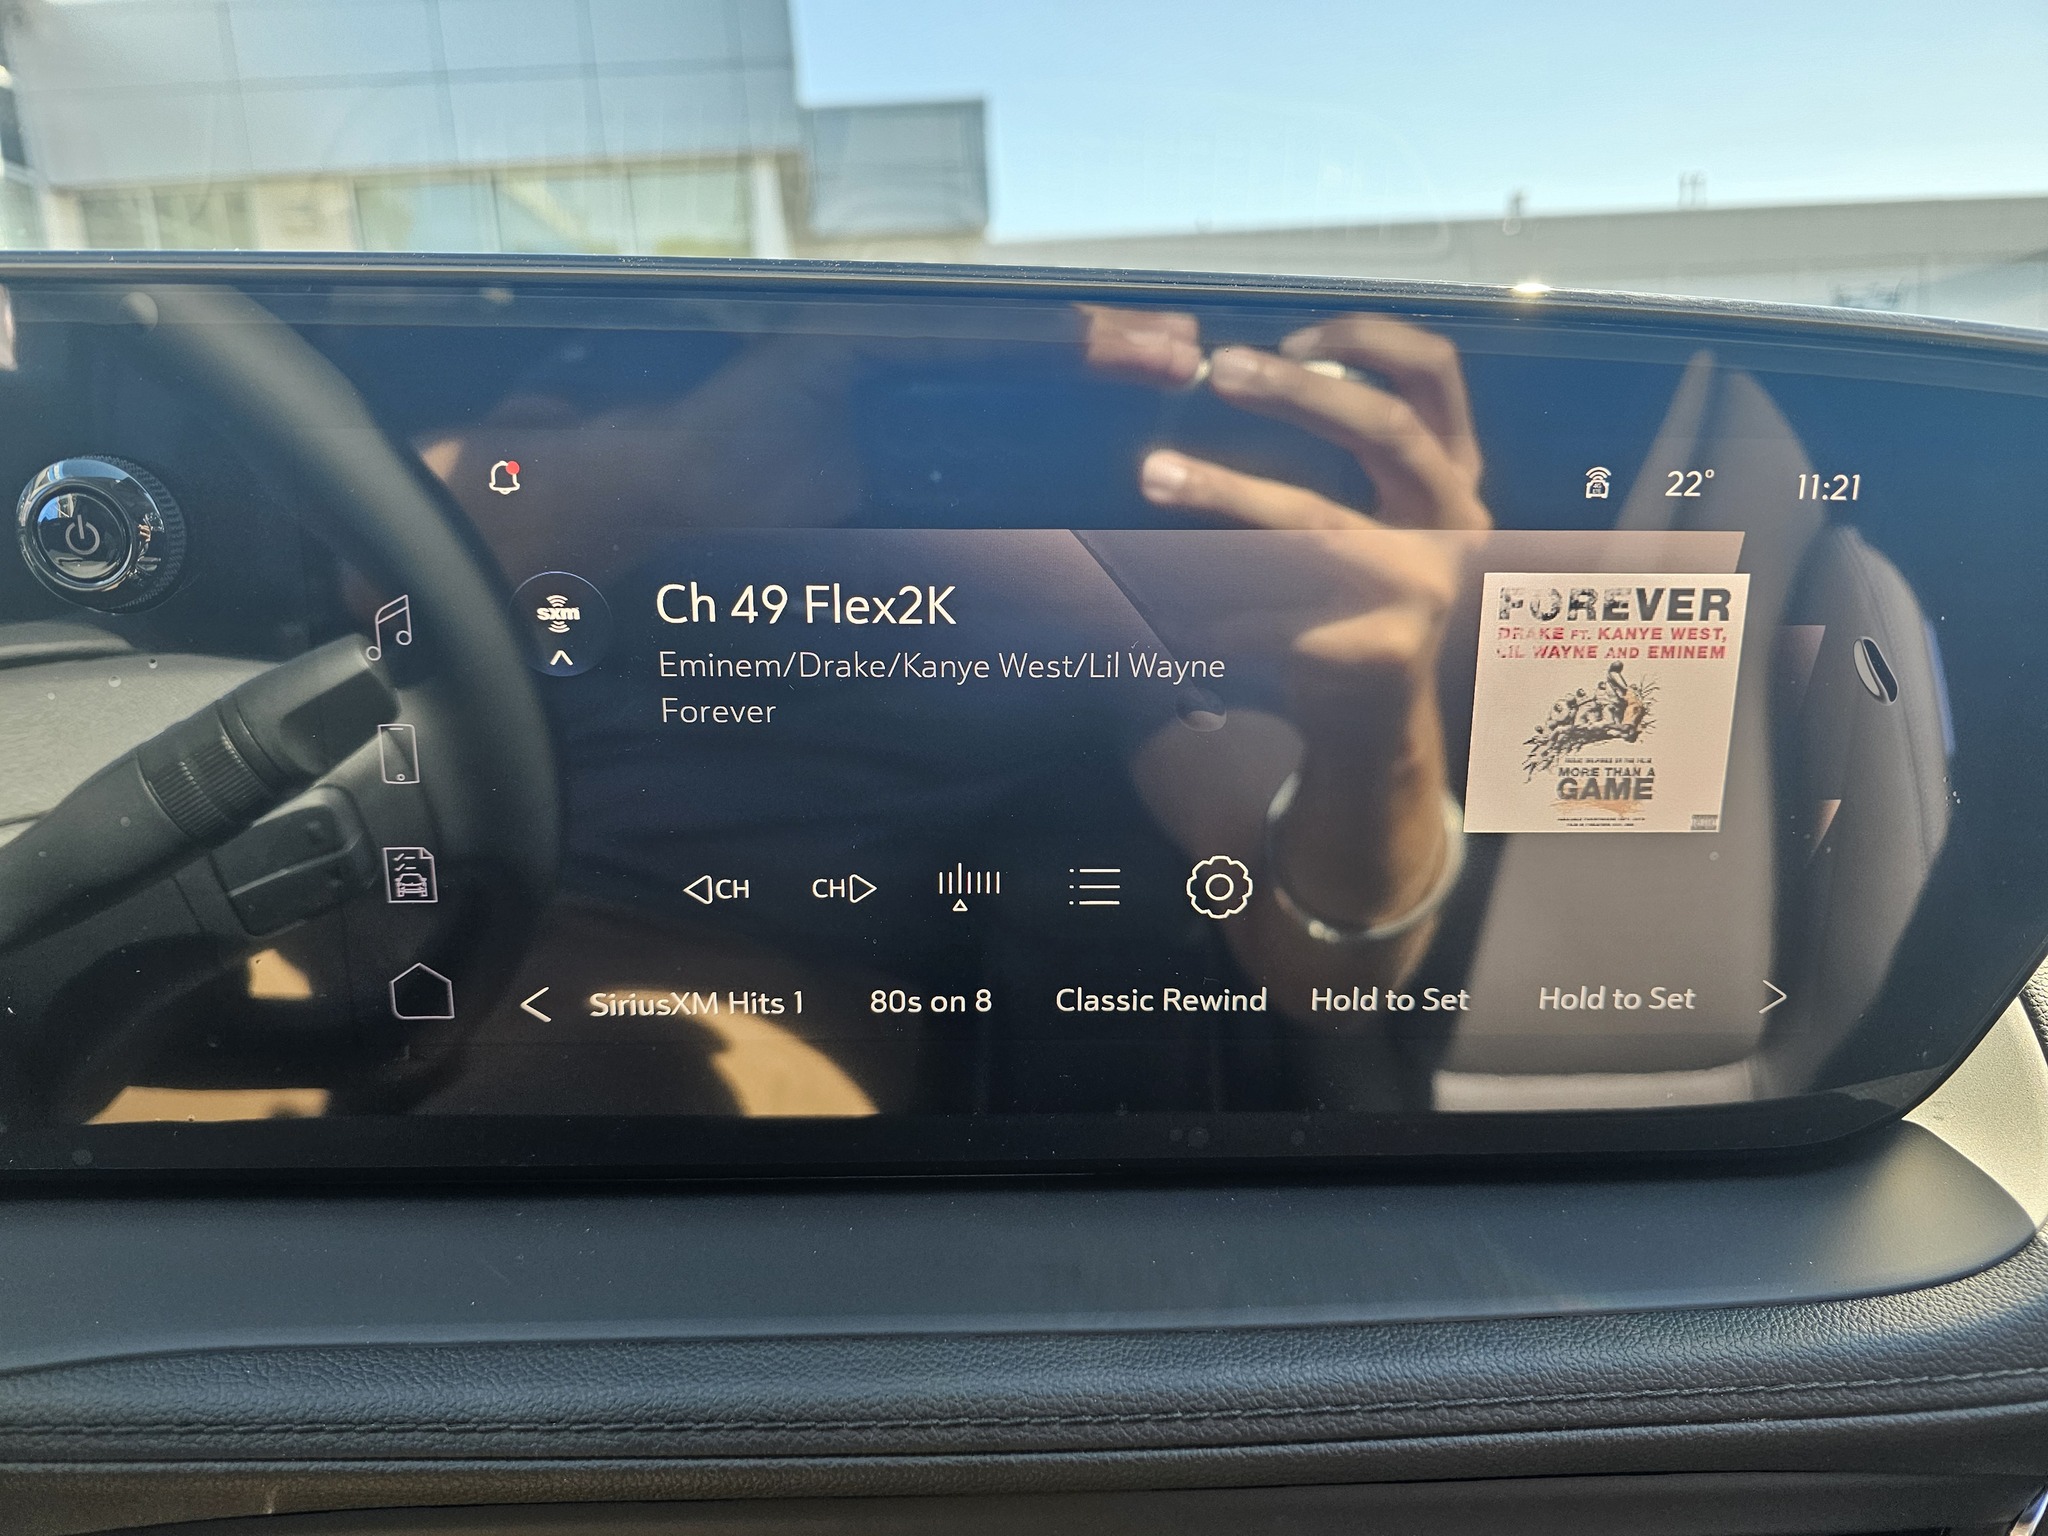 22° 11:21
sxm
Ch 49 Flex2K
Eminem/Drake/Kanye West/Lil Wayne
Forever
FOREVER
DRAKE FT. KANYE WEST,
LIL WAYNE AND EMINEM
MORE THAN A
GAME
CH CH
SiriusXM Hits 1 80s on 8 Classic Rewind Hold to Set Hold to Set